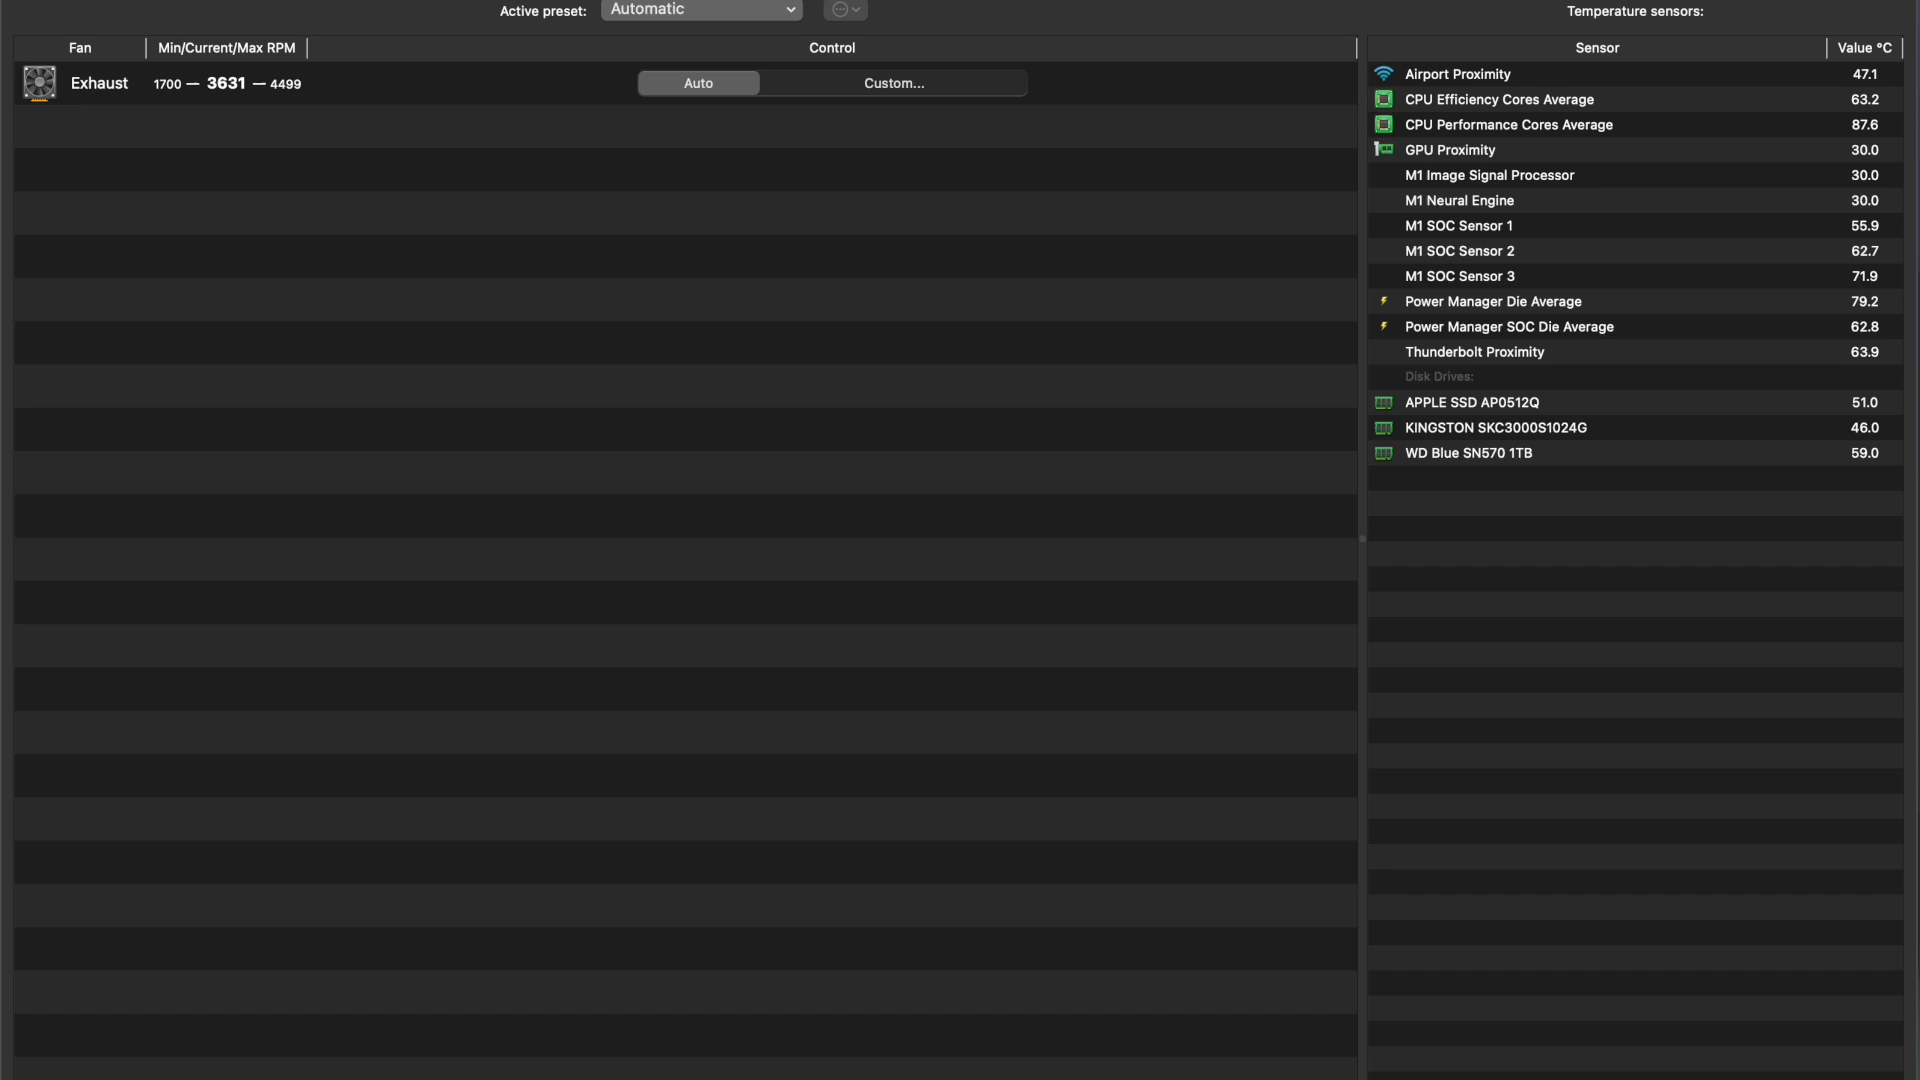 Active preset: Automatic
Temperature sensors:
Fan Min/Current/Max RPM Control
Exhaust 1700 — 3631 — 4499 Auto Custom...
Sensor Value °C
Airport Proximity 47.1
CPU Efficiency Cores Average 63.2
CPU Performance Cores Average 87.6
GPU Proximity 30.0
M1 Image Signal Processor 30.0
M1 Neural Engine 30.0
M1 SOC Sensor 1 55.9
M1 SOC Sensor 2 62.7
M1 SOC Sensor 3 71.9
Power Manager Die Average 79.2
Power Manager SOC Die Average 62.8
Thunderbolt Proximity 63.9
Disk Drives:
APPLE SSD AP0512Q 51.0
KINGSTON SKC3000S1024G 46.0
WD Blue SN570 1TB 59.0